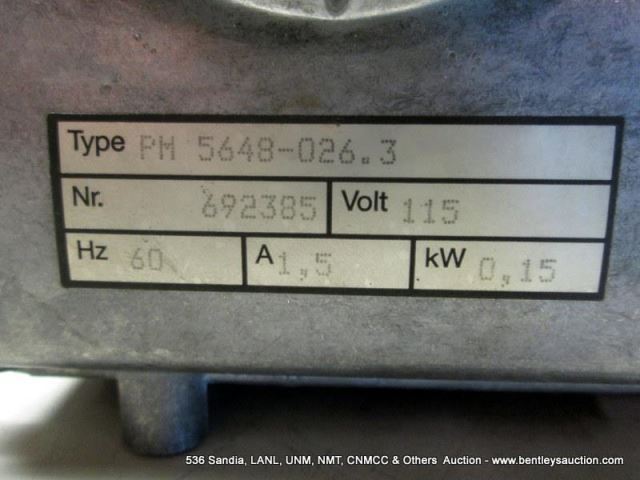 Type PM 5648-026.3
Nr. 692385 Volt 115
Hz 60 A 1,5 kW 0,15
536 Sandia, LANL, UNM, NMT, CNMCC & Others Auction - www.bentleysauction.com